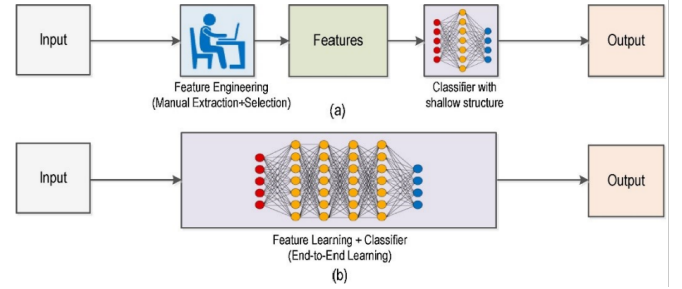 Input
Feature Engineering
(Manual Extraction+Selection)
Features
Classifier with
shallow structure
Output
(a)
Input
Feature Learning + Classifier
(End-to-End Learning)
Output
(b)